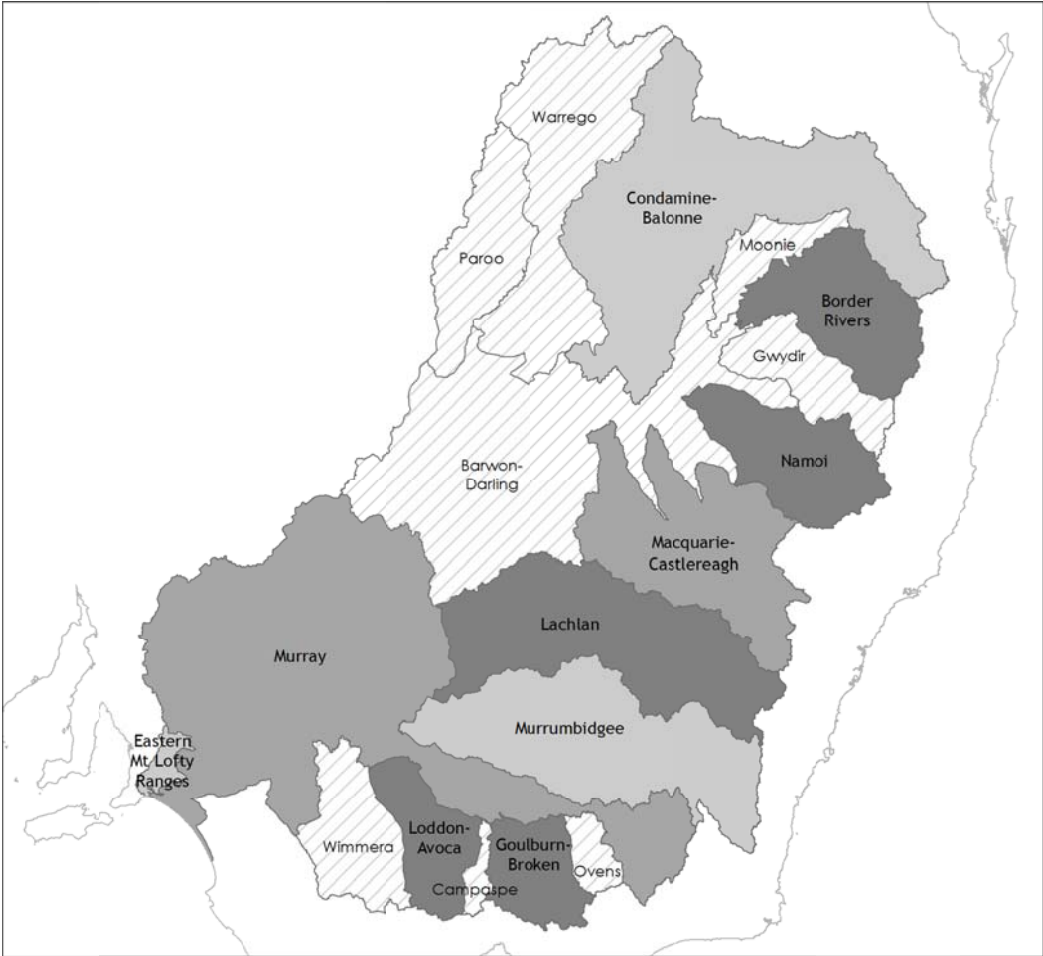 Warrego
Condamine-
Balonne
Moonie
Paroo
Border
Rivers
Gwydir
Namoi
Barwon-
Darling
Macquarie-
Castlereagh
Lachlan
Murray
Murrumbidgee
Eastern
Mt Lofty
Ranges
Wimmera
Loddon-
Avoca
Goulburn-
Broken
Ovens
Campaspe